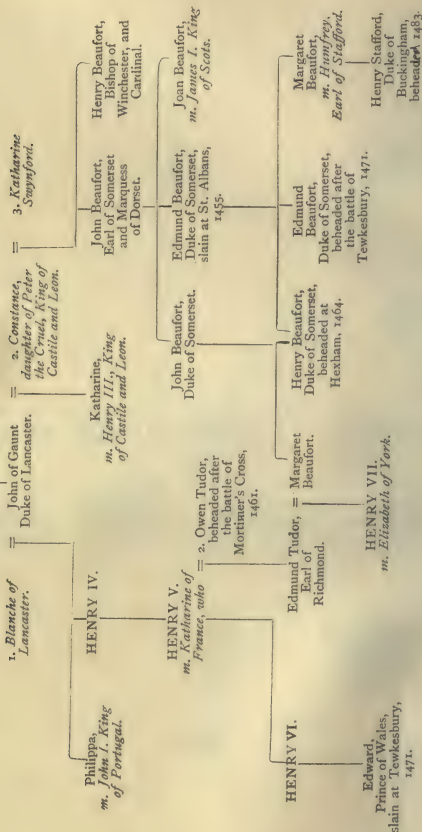 1. Blanche of
Lancaster.
=
John of Gaunt
Duke of Lancaster.
=
2. Constance,
daughter of Peter
the Cruel, King of
Castile and Leon.
=
3. Katharine
Swynford.
Philippa,
m. John I. King
of Portugal.
HENRY IV.
Katharine,
m. Henry III., King
of Castile and Leon.
John Beaufort,
Earl of Somerset
and Marquess
of Dorset.
Henry Beaufort,
Bishop of
Winchester, and
Cardinal.
HENRY V.
m. Katharine of
France, who
= 2. Owen Tudor,
beheaded after
the battle of
Mortimer's Cross,
1461.
John Beaufort,
Duke of Somerset.
Edmund Beaufort,
Duke of Somerset,
slain at St. Albans,
1455.
Joan Beaufort,
m. James I. King
of Scots.
HENRY VI.
Edmund Tudor,
Earl of
Richmond.
=
Margaret
Beaufort.
Henry Beaufort,
Duke of Somerset,
beheaded at
Hexham, 1464.
Edmund
Beaufort,
Duke of Somerset,
beheaded after
the battle of
Tewkesbury, 1471.
Margaret
Beaufort,
m. Humfrey,
Earl of Stafford.
Edward,
Prince of Wales,
slain at Tewkesbury,
1471.
HENRY VII.
m. Elizabeth of York.
Henry Stafford,
Duke of
Buckingham,
beheaded 1483.